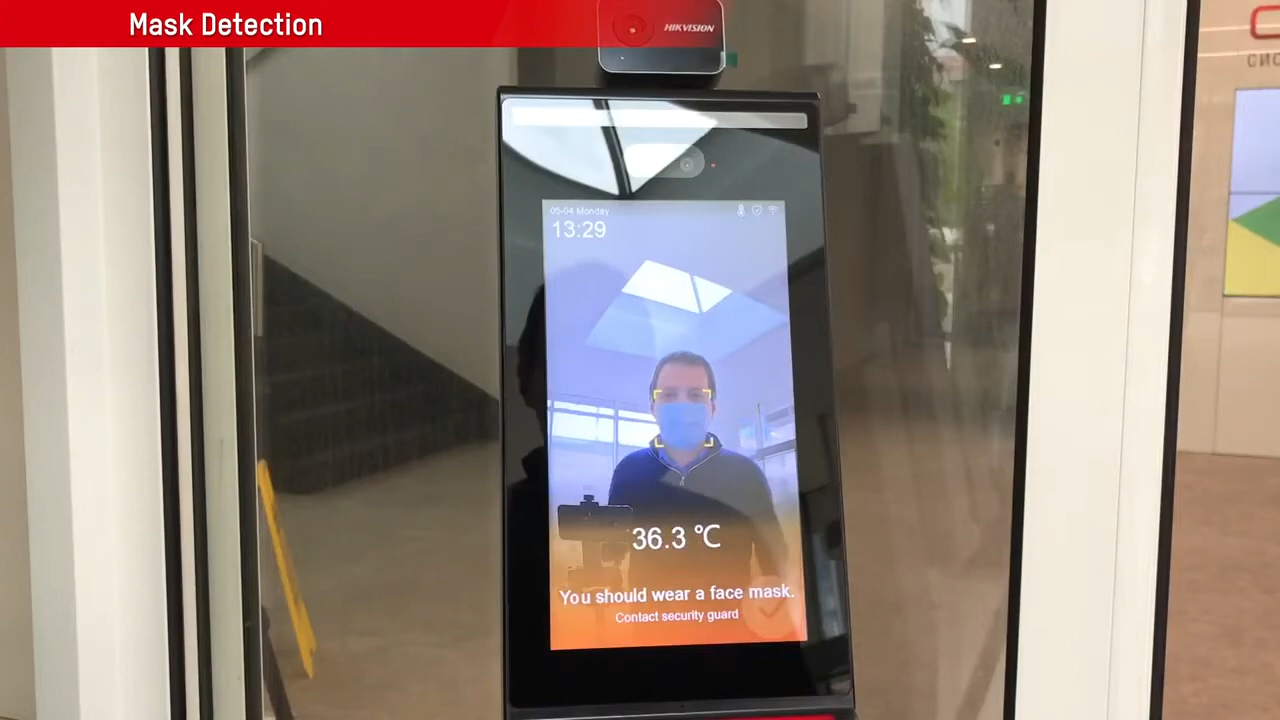 Mask Detection
HIKVISION
05-04 Monday
13:29
36.3 ℃
You should wear a face mask.
Contact security guard